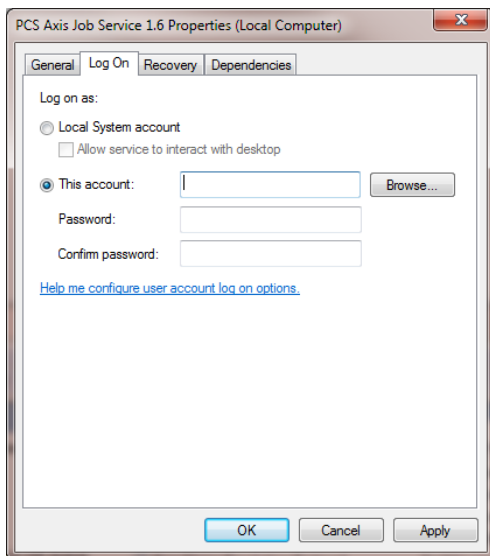 PCS Axis Job Service 1.6 Properties (Local Computer)
General Log On Recovery Dependencies
Log on as:
Local System account
Allow service to interact with desktop
This account: Browse...
Password:
Confirm password:
Help me configure user account log on options.
OK Cancel Apply